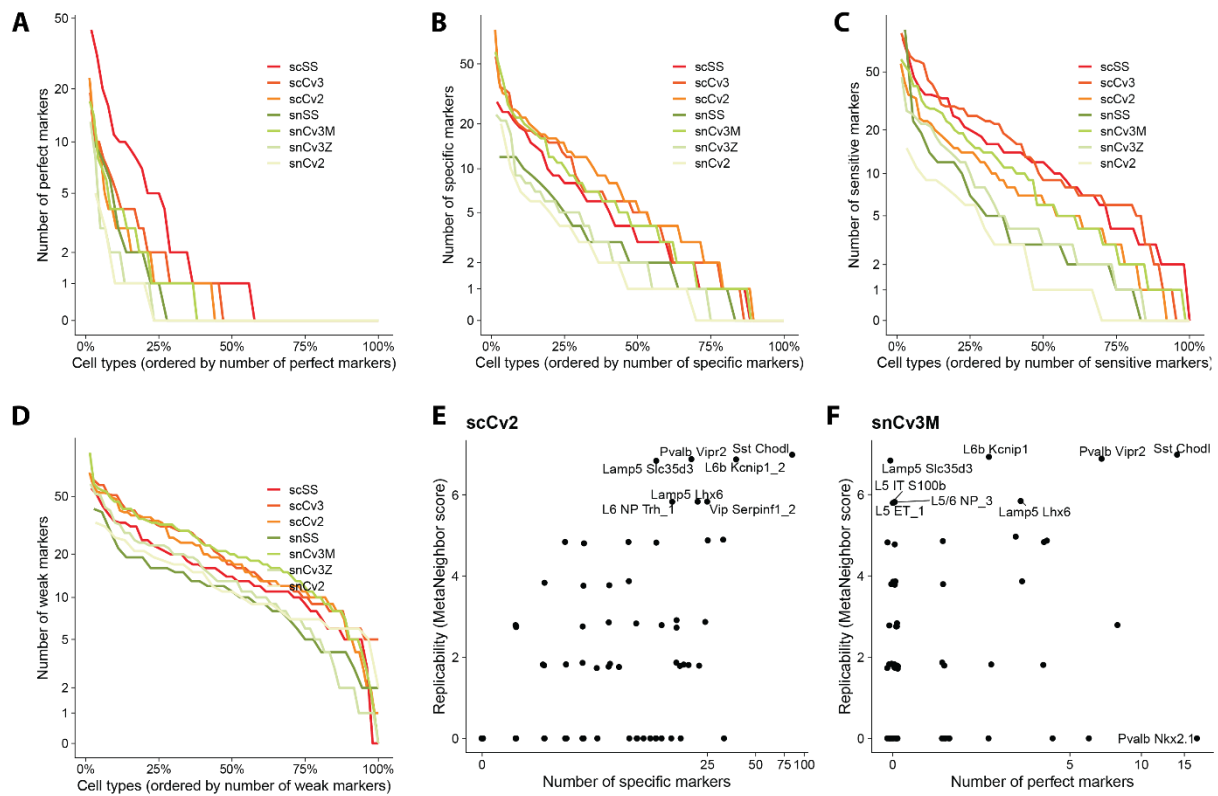 A
50
20
10
5
2
1
0
Number of perfect markers
scSS
scCv3
scCv2
snSS
snCv3M
snCv3Z
snCv2
0% 25% 50% 75% 100%
Cell types (ordered by number of perfect markers)
B
50
20
10
5
2
1
0
Number of specific markers
scSS
scCv3
scCv2
snSS
snCv3M
snCv3Z
snCv2
0% 25% 50% 75% 100%
Cell types (ordered by number of specific markers)
C
50
20
10
5
2
1
0
Number of sensitive markers
scSS
scCv3
scCv2
snSS
snCv3M
snCv3Z
snCv2
0% 25% 50% 75% 100%
Cell types (ordered by number of sensitive markers)
D
50
20
10
5
2
1
0
Number of weak markers
scSS
scCv3
scCv2
snSS
snCv3M
snCv3Z
snCv2
0% 25% 50% 75% 100%
Cell types (ordered by number of weak markers)
E
scCv2
6
4
2
0
Replicability (MetaNeighbor score)
Pvalb Vipr2 Sst Chodl
Lamp5 Slc35d3 L6b Kcnip1_2
Lamp5 Lhx6
L6 NP Trh_1 Vip Serpinf1_2
0 25 75 100
Number of specific markers
F
snCv3M
6
4
2
0
Replicability (MetaNeighbor score)
L6b Kcnip1 Pvalb Vipr2 Sst Chodl
Lamp5 Slc35d3
L5 IT S100b
L5/6 NP_3
L5 ET_1 Lamp5 Lhx6
Pvalb Nkx2.1
0 5 10 15
Number of perfect markers